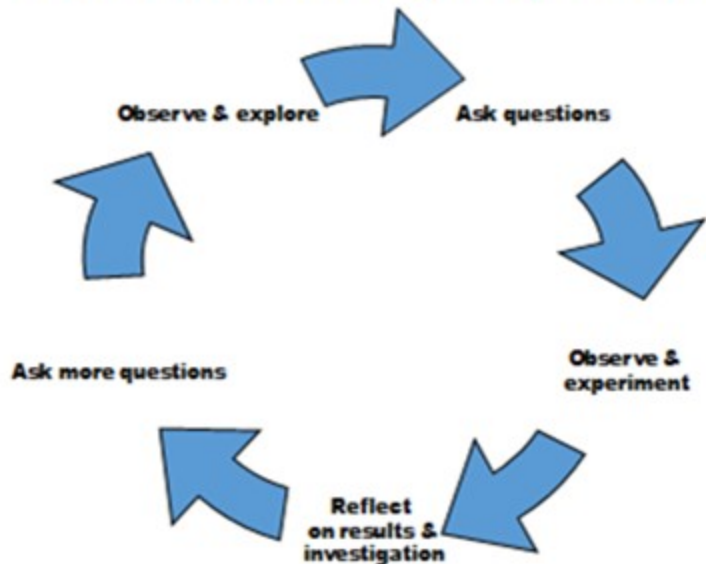 Observe & explore
Ask questions
Observe &
experiment
Reflect
on results &
investigation
Ask more questions